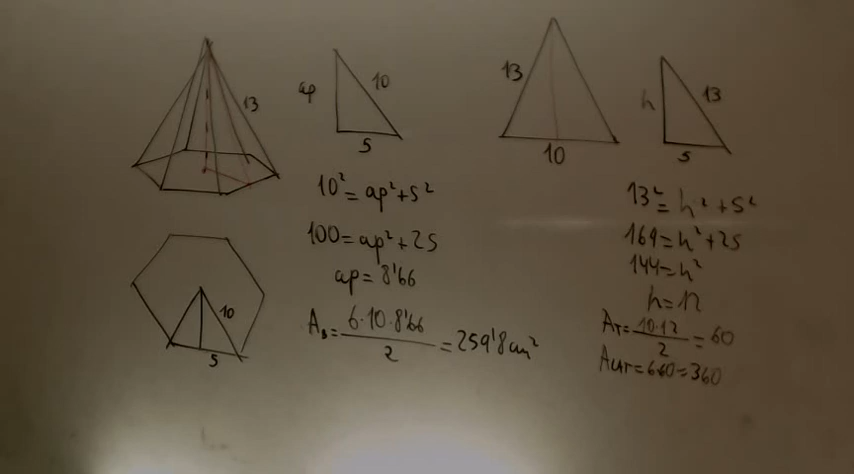 13
ap
10
5
10² = ap² + 5²
100 = ap² + 25
ap = 8'66
A_B = 6·10·8'66 / 2 = 259'8 cm²
10
5
13
10
h
13
5
13² = h² + 5²
169 = h² + 25
144 = h²
h = 12
A_T = 10·12 / 2 = 60
A_LAT = 6·60 = 360